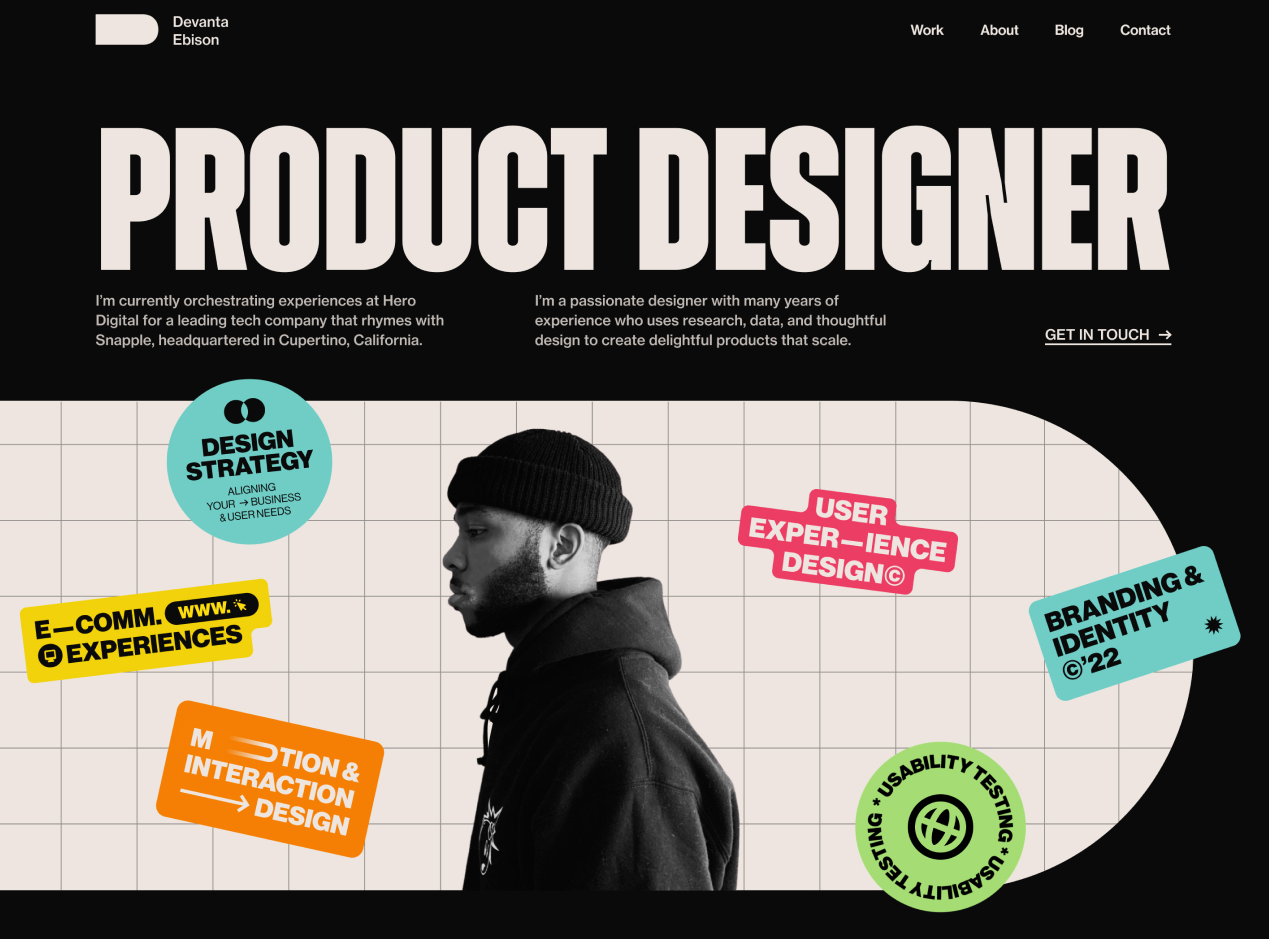 Devanta
Ebison
Work
About
Blog
Contact
PRODUCT DESIGNER
I’m currently orchestrating experiences at Hero
Digital for a leading tech company that rhymes with
Snapple, headquartered in Cupertino, California.
I’m a passionate designer with many years of
experience who uses research, data, and thoughtful
design to create delightful products that scale.
GET IN TOUCH →
DESIGN
STRATEGY
ALIGNING
YOUR → BUSINESS
& USER NEEDS
USER
EXPER—IENCE
DESIGN©
E—COMM. WWW.
EXPERIENCES
BRANDING &
IDENTITY
©’22
M TION &
INTERACTION
→ DESIGN
* USABILITY TESTING * USABILITY TESTING